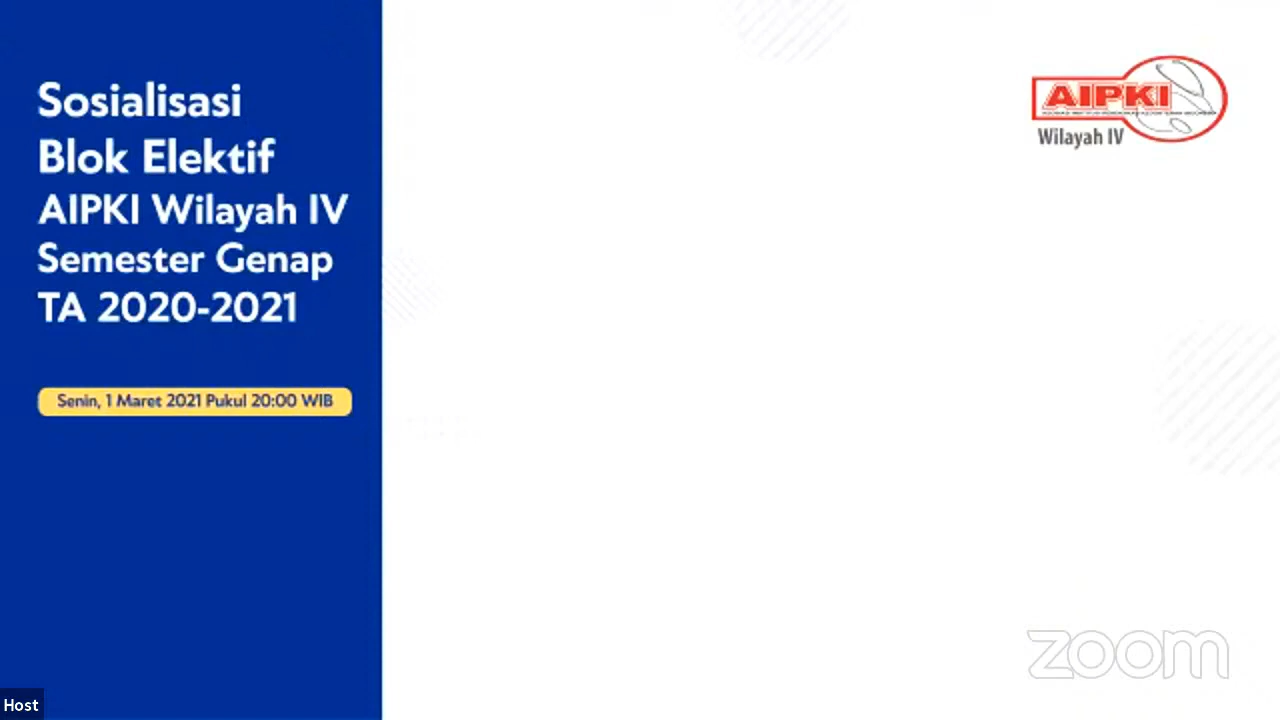 Sosialisasi
Blok Elektif
AIPKI Wilayah IV
Semester Genap
TA 2020-2021
Senin, 1 Maret 2021 Pukul 20:00 WIB
AIPKI
Wilayah IV
zoom
Host